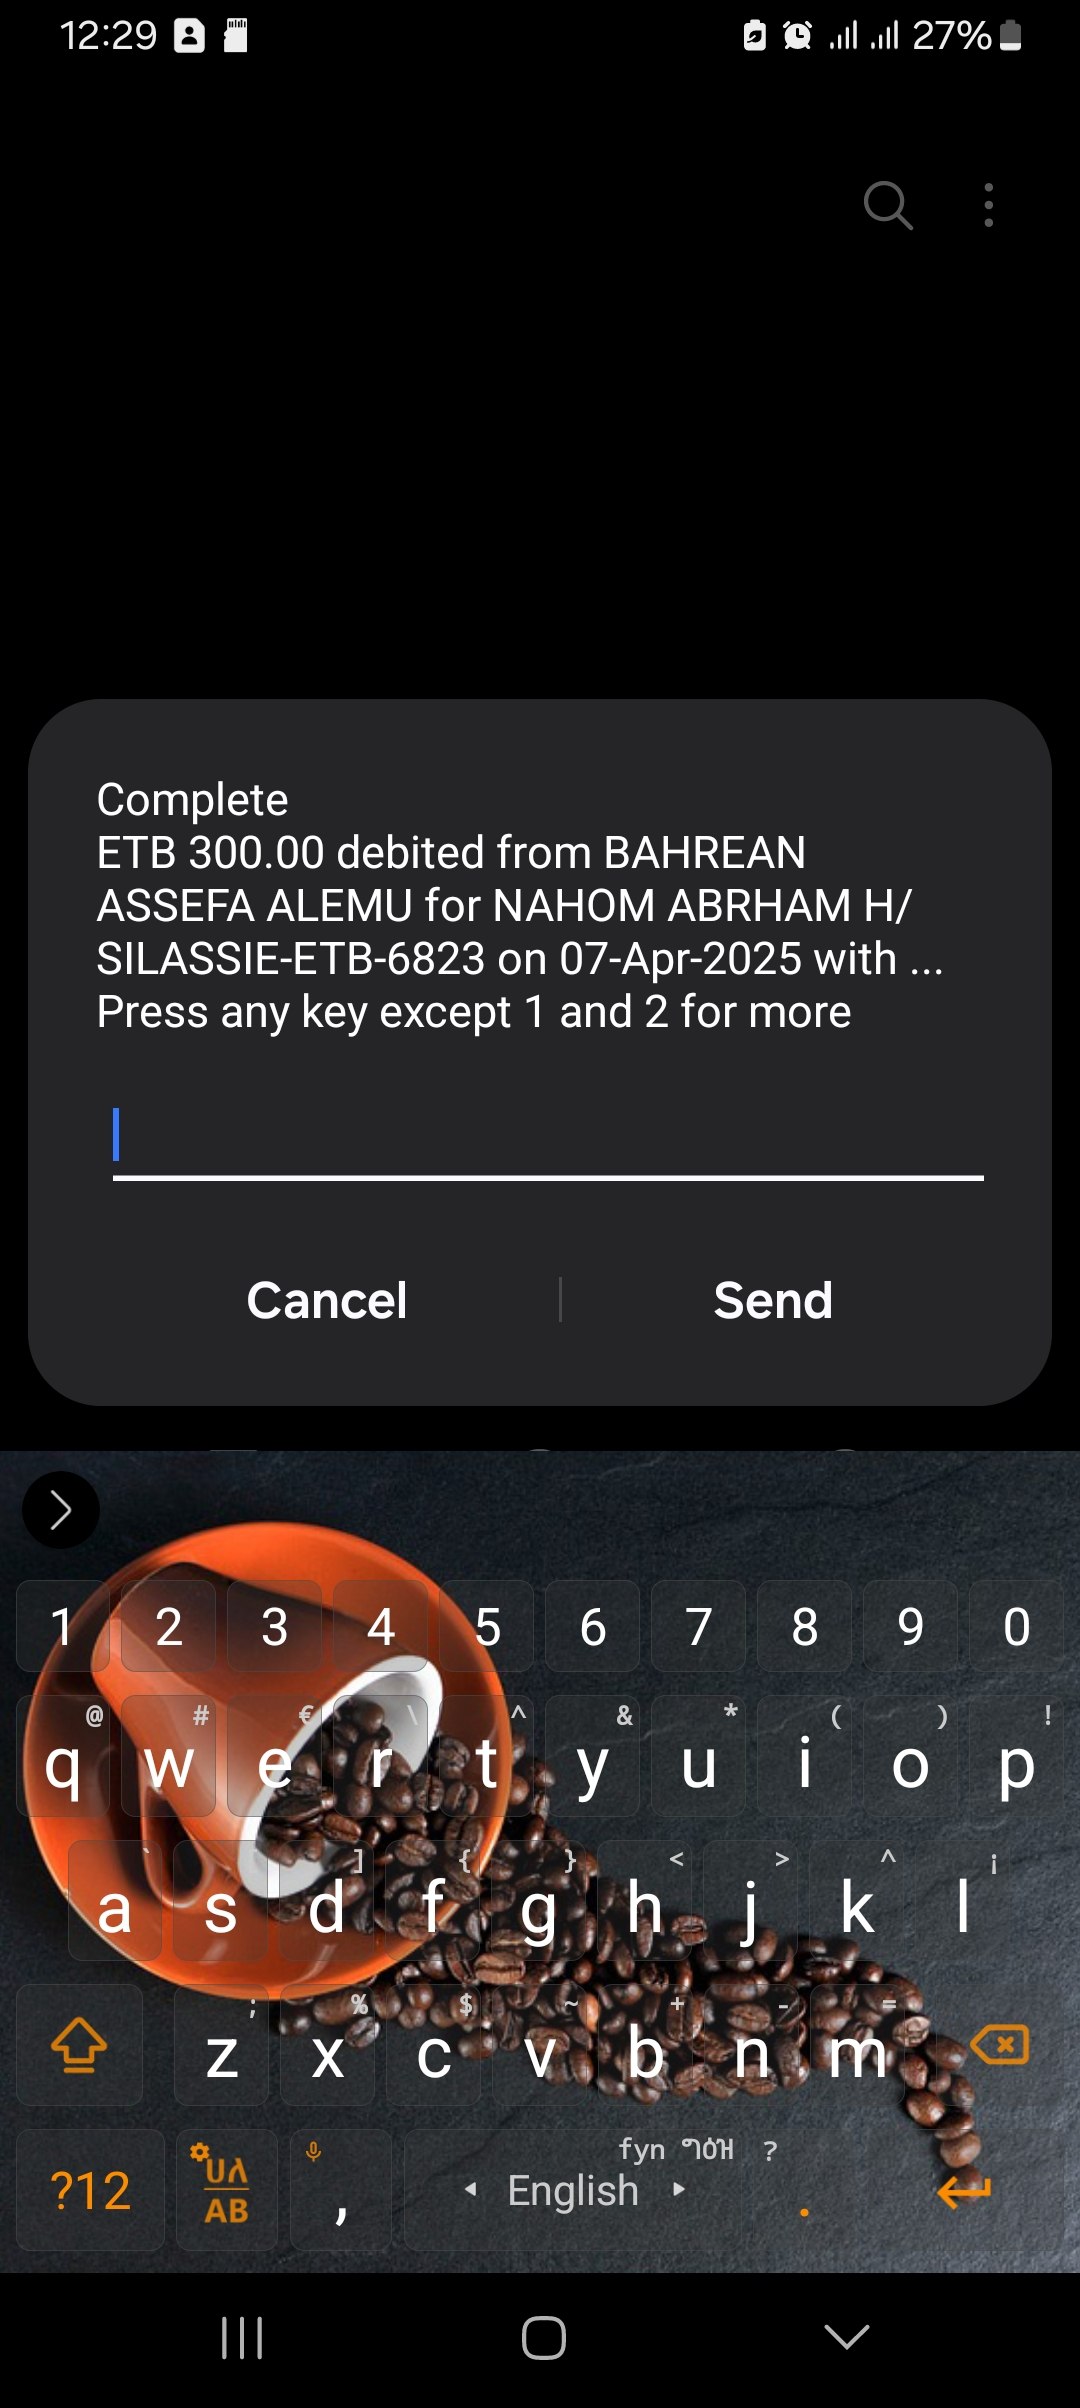 12:29
27%
Complete
ETB 300.00 debited from BAHREAN
ASSEFA ALEMU for NAHOM ABRHAM H/
SILASSIE-ETB-6823 on 07-Apr-2025 with ...
Press any key except 1 and 2 for more
Cancel
Send
1 2 3 4 5 6 7 8 9 0
@ # € \ ^ & * ( ) !
q w e r t y u i o p
` ] { } < > ^ ¡
a s d f g h j k l
; % $ ~ + - =
z x c v b n m
fyn ግዕዝ ?
?12 ሀለ AB , English .